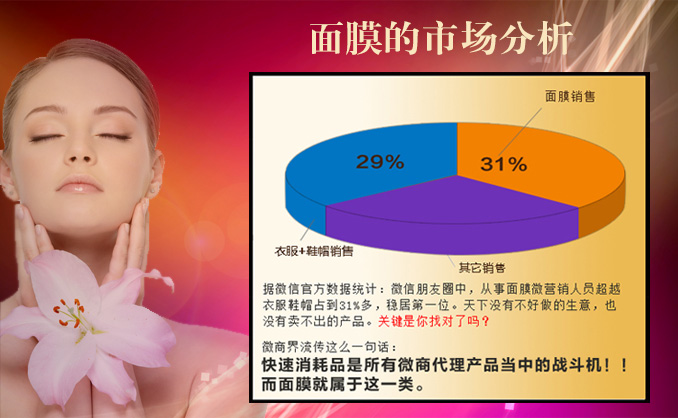 面膜的市场分析
面膜销售
29%
31%
衣服+鞋帽销售
其它销售
据微信官方数据统计：微信朋友圈中，从事面膜微营销人员超越
衣服鞋帽占到31%多，稳居第一位。天下没有不好做的生意，也
没有卖不出的产品。关键是你找对了吗？
微商界流传这么一句话：
快速消耗品是所有微商代理产品当中的战斗机！！
而面膜就属于这一类。